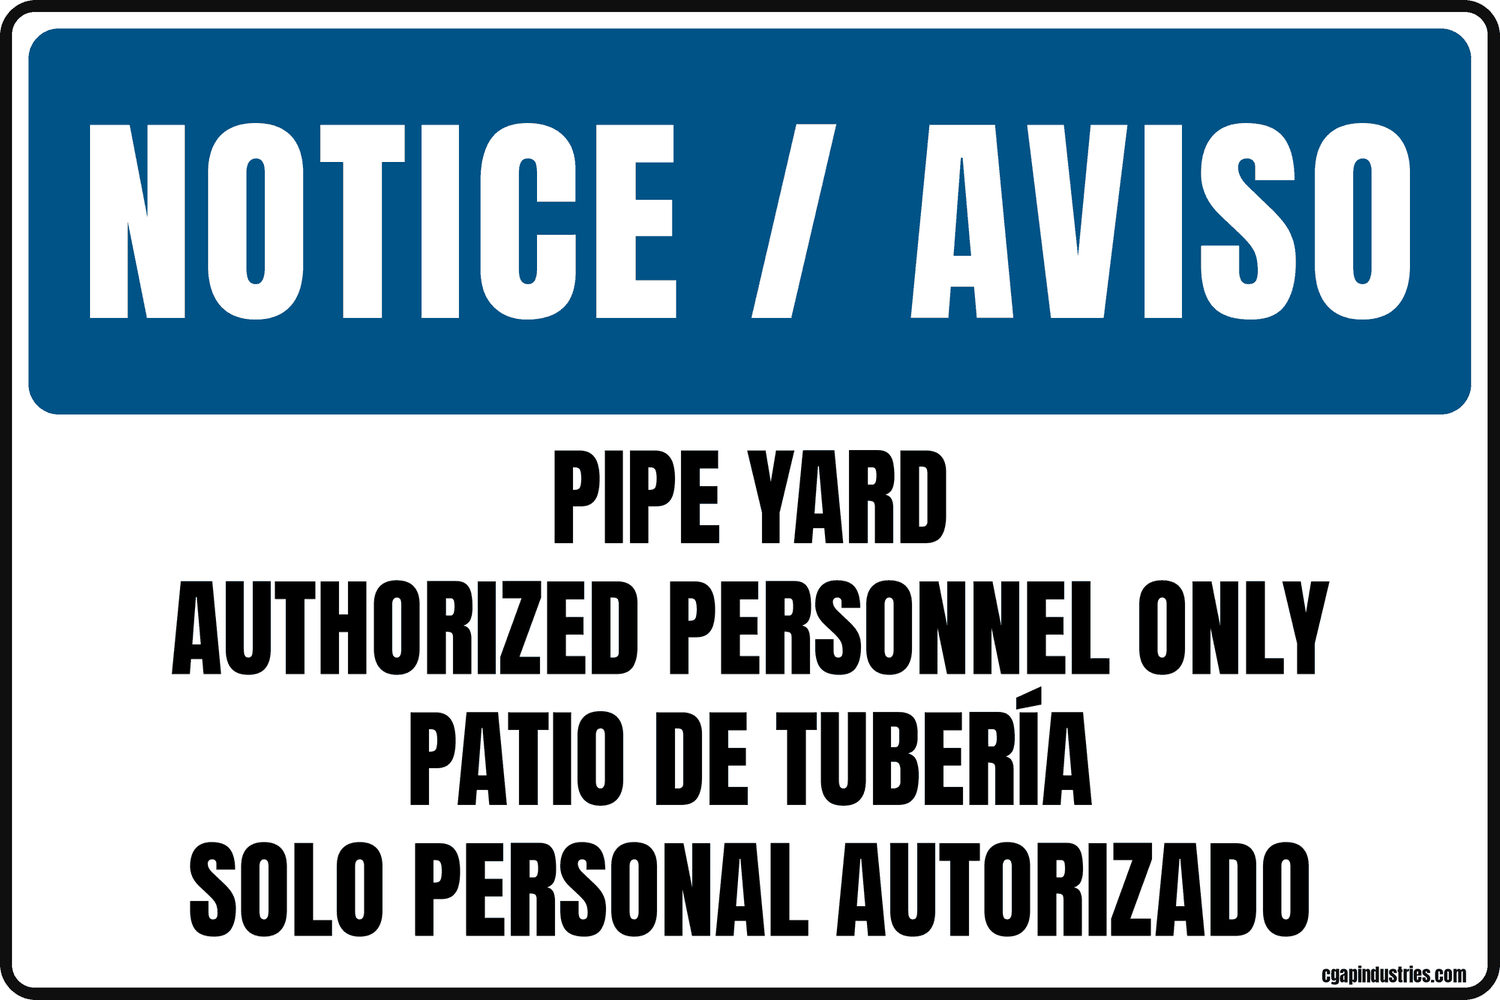 NOTICE / AVISO
PIPE YARD
AUTHORIZED PERSONNEL ONLY
PATIO DE TUBERÍA
SOLO PERSONAL AUTORIZADO
cgapindustries.com